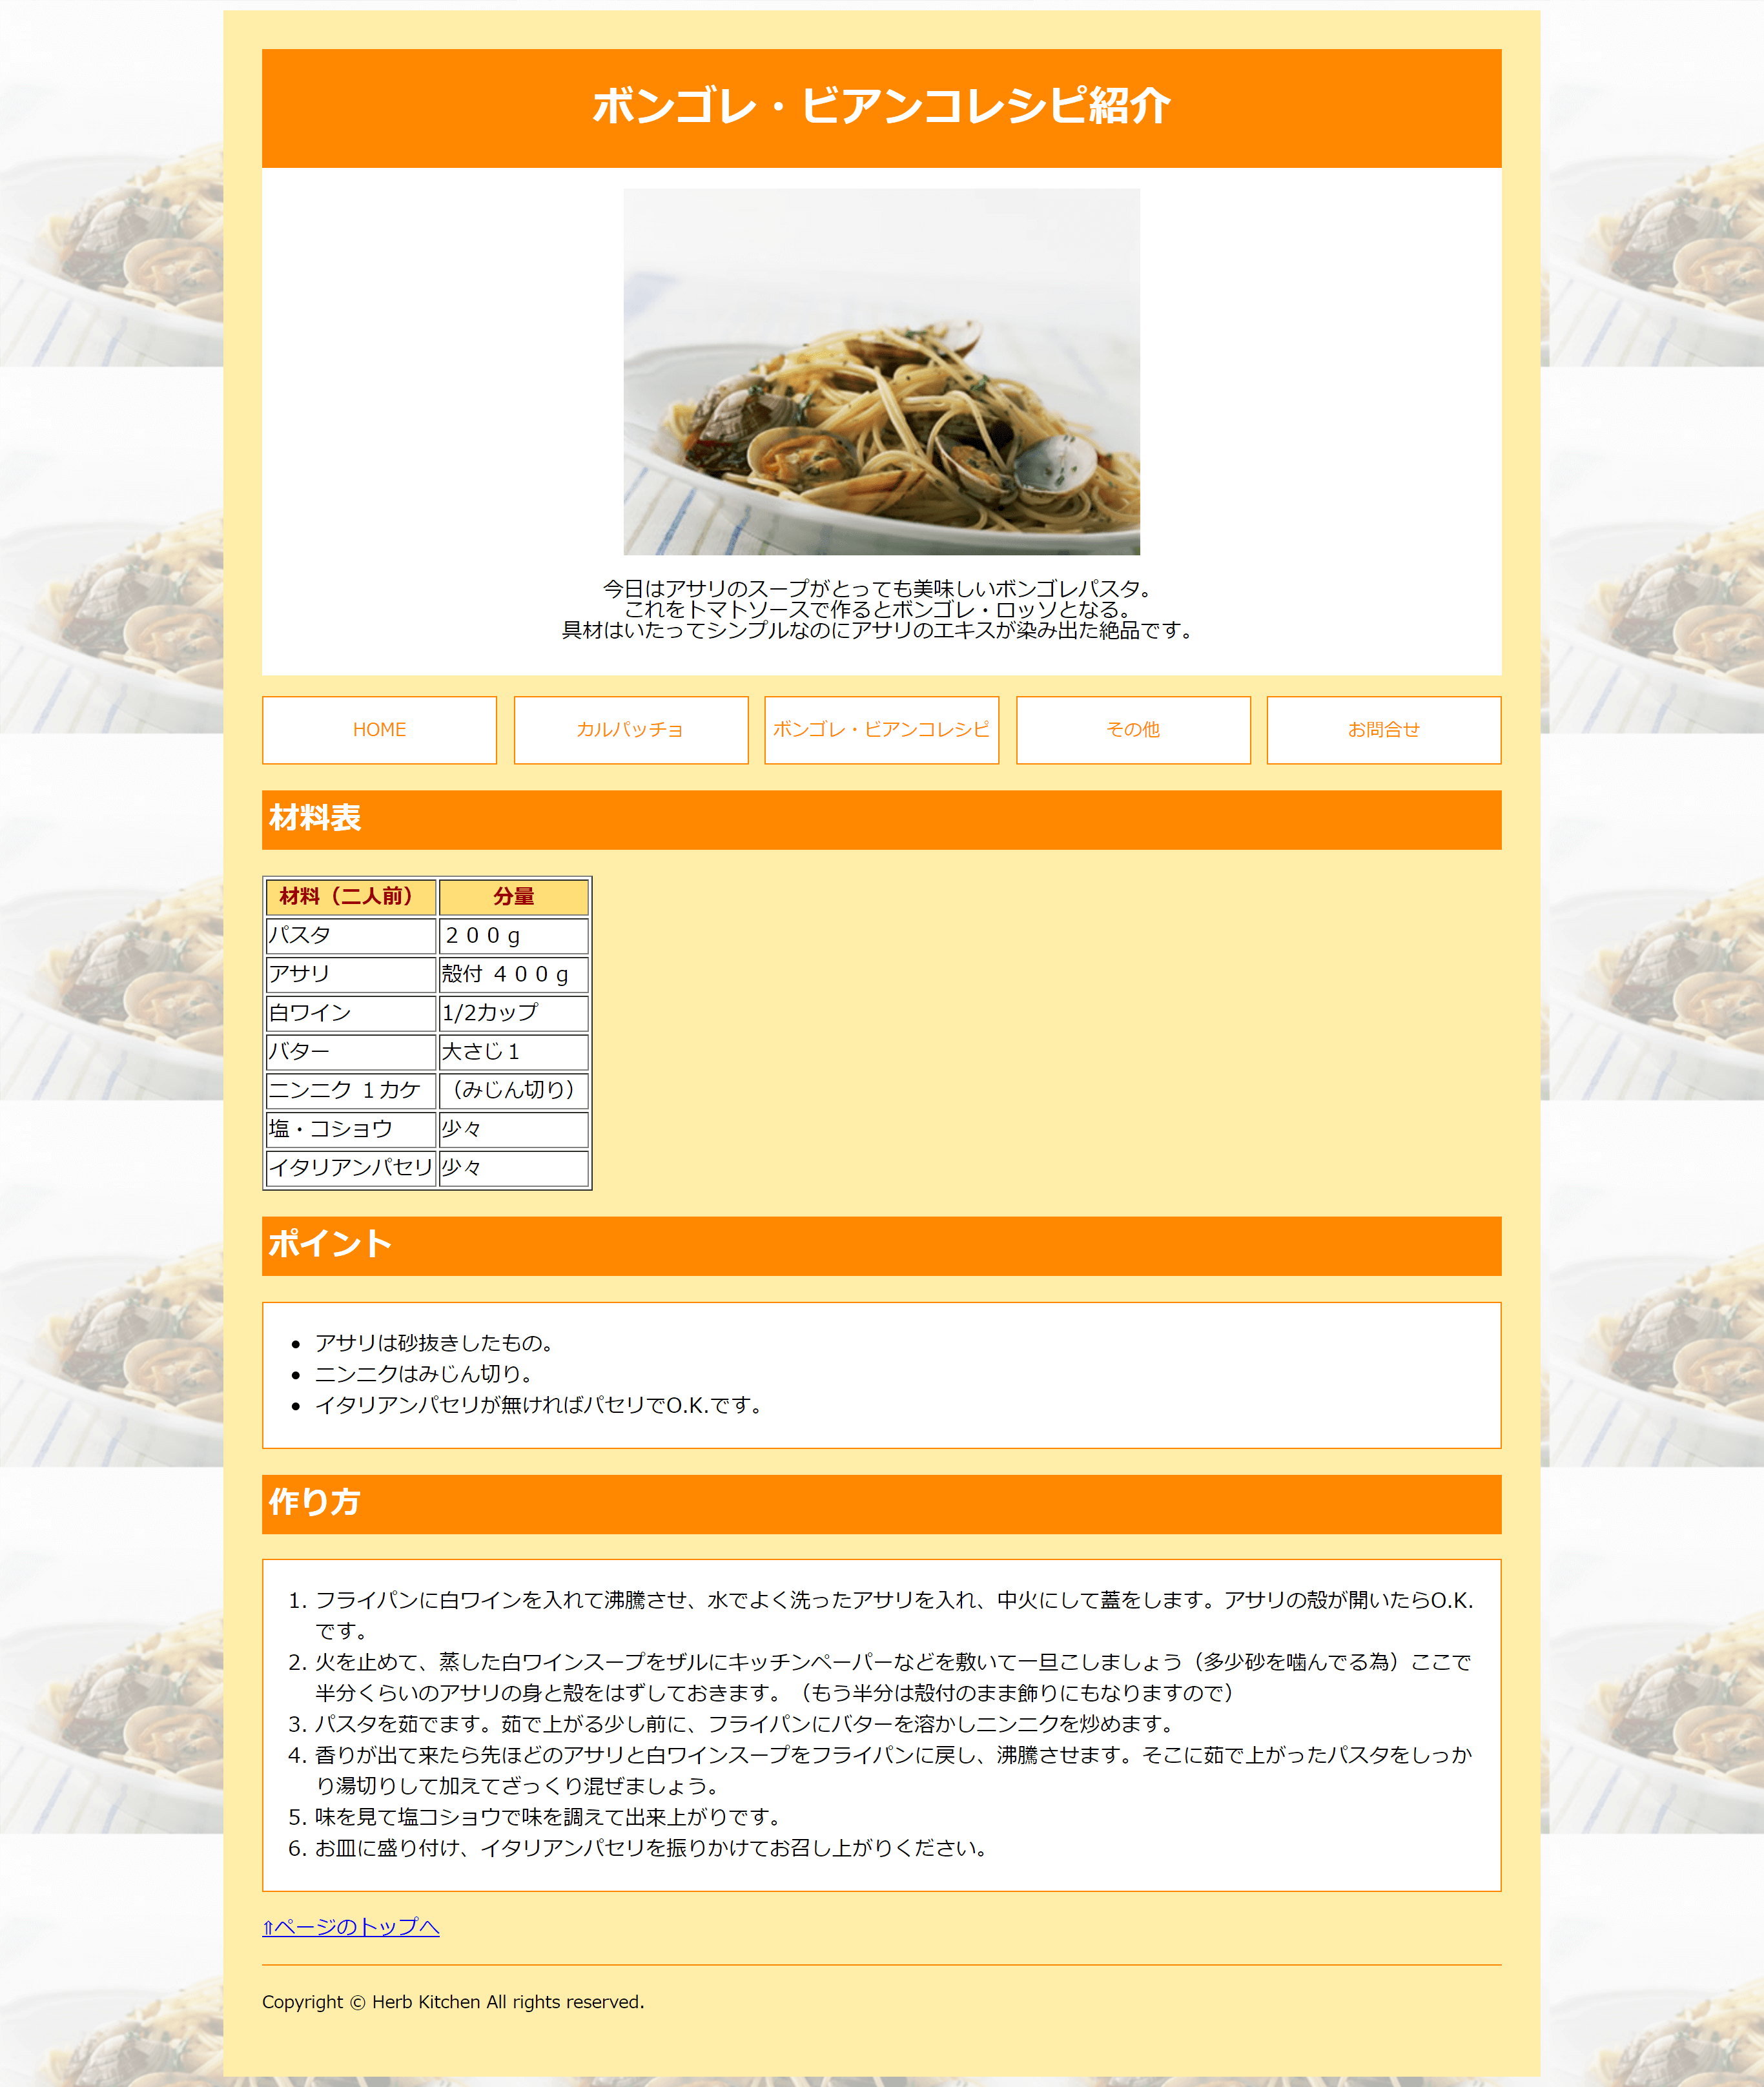 ボンゴレ・ビアンコレシピ紹介
今日はアサリのスープがとっても美味しいボンゴレパスタ。
これをトマトソースで作るとボンゴレ・ロッソとなる。
具材はいたってシンプルなのにアサリのエキスが染み出た絶品です。
HOME カルパッチョ ボンゴレ・ビアンコレシピ その他 お問合せ
材料表
材料（二人前） 分量
パスタ ２００ｇ
アサリ 殻付 ４００ｇ
白ワイン 1/2カップ
バター 大さじ１
ニンニク １カケ （みじん切り）
塩・コショウ 少々
イタリアンパセリ 少々
ポイント
• アサリは砂抜きしたもの。
• ニンニクはみじん切り。
• イタリアンパセリが無ければパセリでO.K.です。
作り方
1. フライパンに白ワインを入れて沸騰させ、水でよく洗ったアサリを入れ、中火にして蓋をします。アサリの殻が開いたらO.K.
です。
2. 火を止めて、蒸した白ワインスープをザルにキッチンペーパーなどを敷いて一旦こしましょう（多少砂を噛んでる為）ここで
半分くらいのアサリの身と殻をはずしておきます。（もう半分は殻付のまま飾りにもなりますので）
3. パスタを茹でます。茹で上がる少し前に、フライパンにバターを溶かしニンニクを炒めます。
4. 香りが出て来たら先ほどのアサリと白ワインスープをフライパンに戻し、沸騰させます。そこに茹で上がったパスタをしっか
り湯切りして加えてざっくり混ぜましょう。
5. 味を見て塩コショウで味を調えて出来上がりです。
6. お皿に盛り付け、イタリアンパセリを振りかけてお召し上がりください。
⇑ページのトップへ
Copyright © Herb Kitchen All rights reserved.